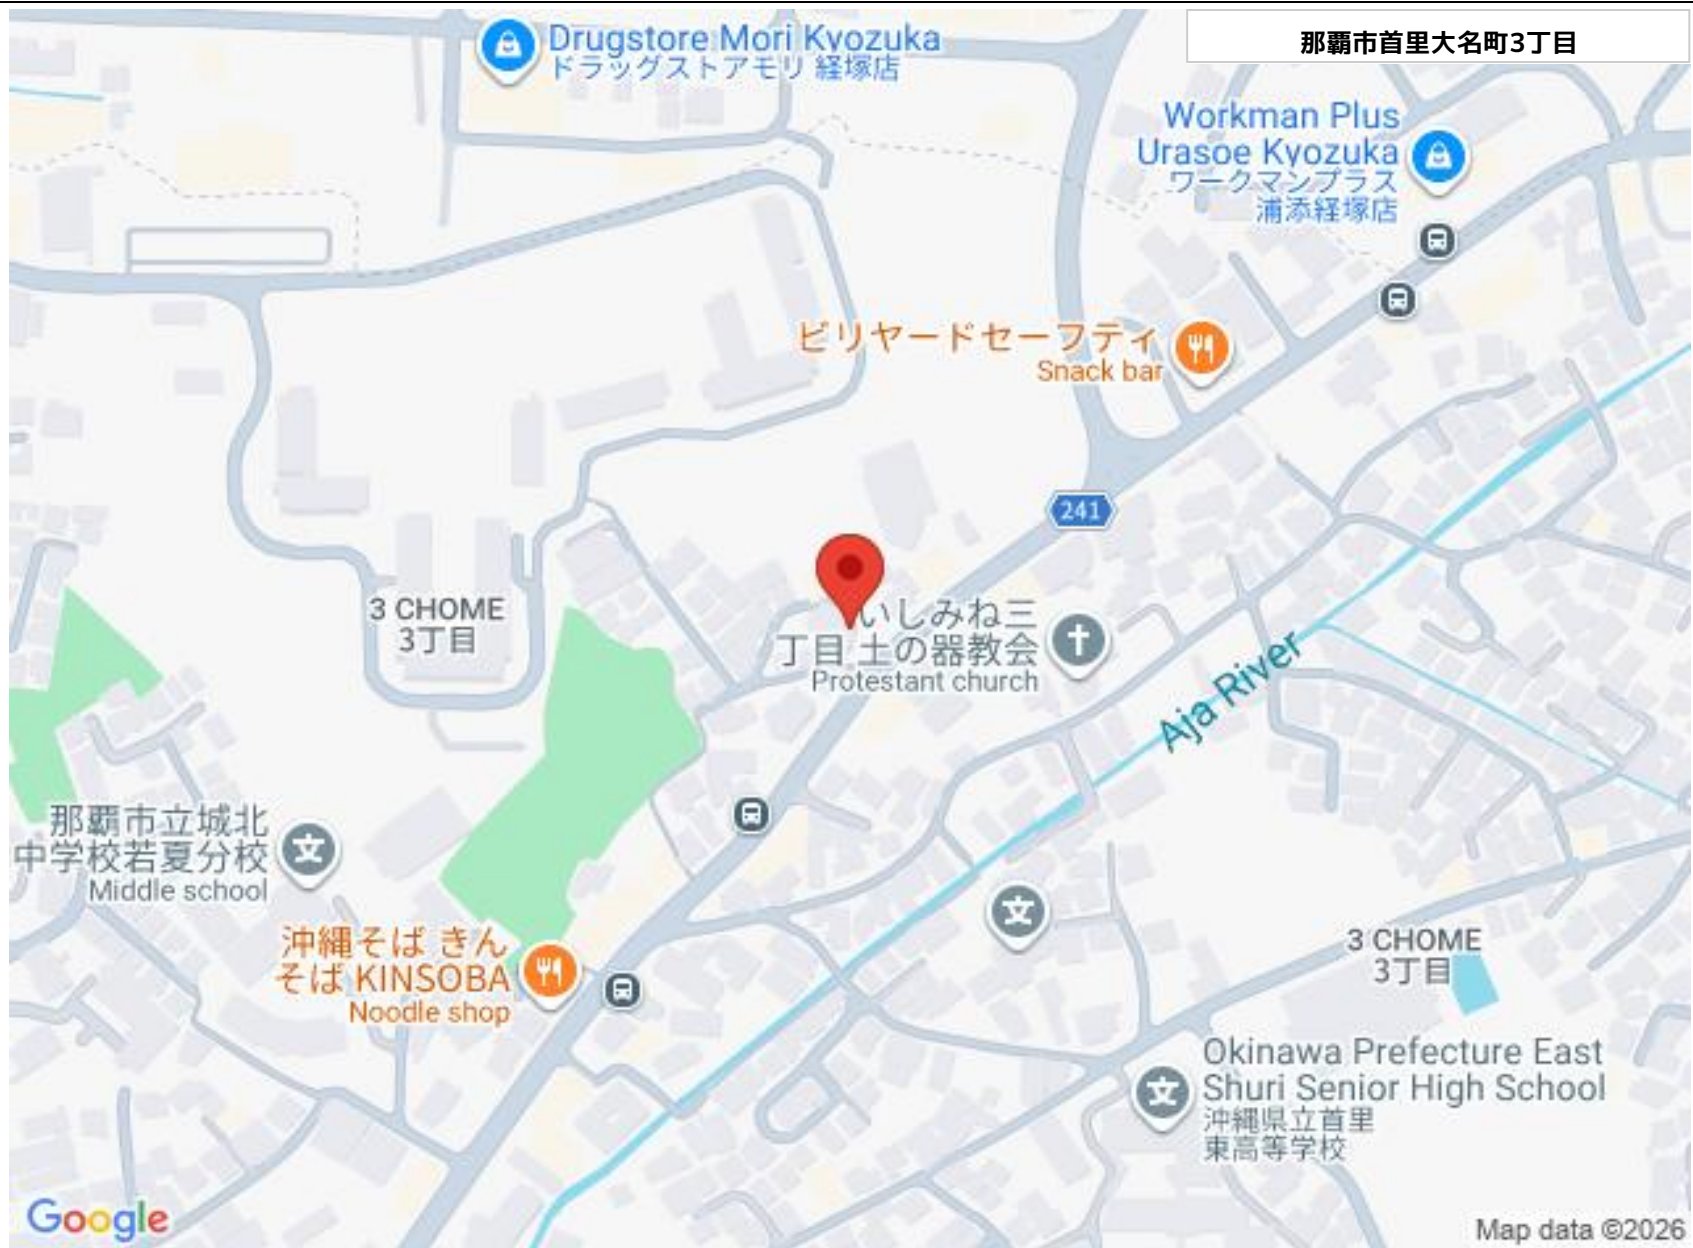 那覇市首里大名町3丁目
Drugstore Mori Kyozuka
ドラッグストアモリ 経塚店
Workman Plus
Urasoe Kyozuka
ワークマンプラス
浦添経塚店
ビリヤードセーフティ
Snack bar
241
3 CHOME
3丁目
いしみね三
丁目 土の器教会
Protestant church
Aja River
那覇市立城北
中学校若夏分校
Middle school
文
沖縄そば きん
そば KINSOBA
Noodle shop
文
3 CHOME
3丁目
Okinawa Prefecture East
Shuri Senior High School
沖縄県立首里
東高等学校
文
Google
Map data ©2026